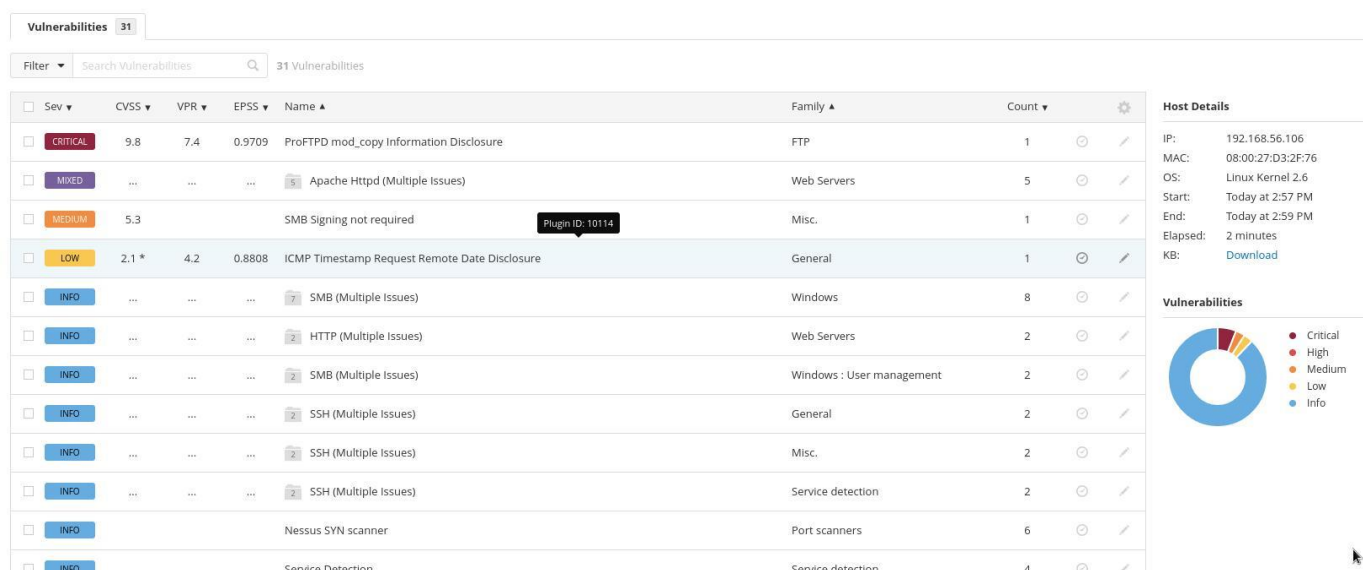 Vulnerabilities 31
Filter Search Vulnerabilities 31 Vulnerabilities
Sev CVSS VPR EPSS Name Family Count
CRITICAL 9.8 7.4 0.9709 ProFTPD mod_copy Information Disclosure FTP 1
MIXED ... ... ... 5 Apache Httpd (Multiple Issues) Web Servers 5
MEDIUM 5.3 SMB Signing not required Misc. 1
Plugin ID: 10114
LOW 2.1 * 4.2 0.8808 ICMP Timestamp Request Remote Date Disclosure General 1
INFO ... ... ... 7 SMB (Multiple Issues) Windows 8
INFO ... ... ... 2 HTTP (Multiple Issues) Web Servers 2
INFO ... ... ... 2 SMB (Multiple Issues) Windows : User management 2
INFO ... ... ... 2 SSH (Multiple Issues) General 2
INFO ... ... ... 2 SSH (Multiple Issues) Misc. 2
INFO ... ... ... 2 SSH (Multiple Issues) Service detection 2
INFO Nessus SYN scanner Port scanners 6
INFO Service Detection Service detection 4
Host Details
IP: 192.168.56.106
MAC: 08:00:27:D3:2F:76
OS: Linux Kernel 2.6
Start: Today at 2:57 PM
End: Today at 2:59 PM
Elapsed: 2 minutes
KB: Download
Vulnerabilities
Critical
High
Medium
Low
Info